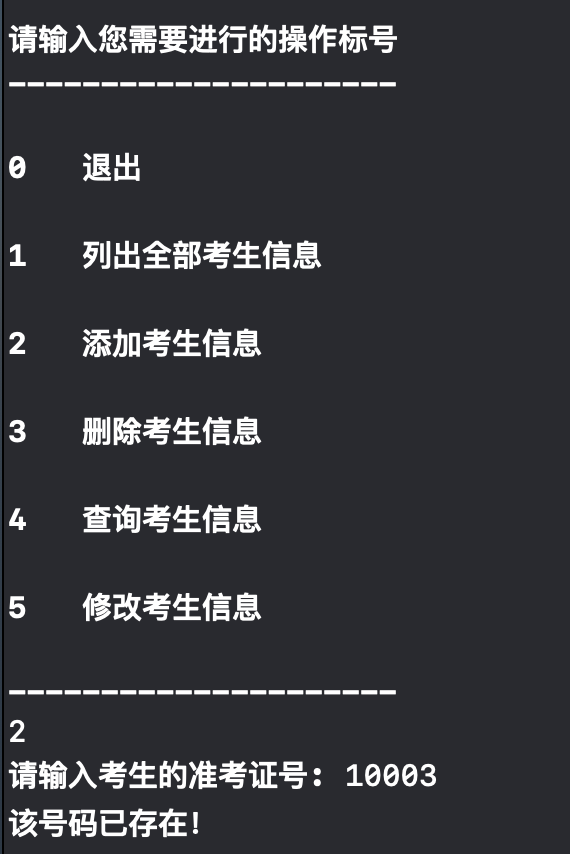 请输入您需要进行的操作标号
---------------------
0 退出
1 列出全部考生信息
2 添加考生信息
3 删除考生信息
4 查询考生信息
5 修改考生信息
---------------------
2
请输入考生的准考证号: 10003
该号码已存在!